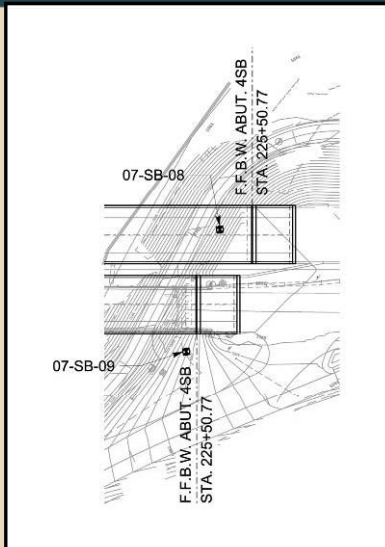 F.F.B.W. ABUT. 4SB
STA. 225+50.77
07-SB-08
07-SB-09
F.F.B.W. ABUT. 4SB
STA. 225+50.77